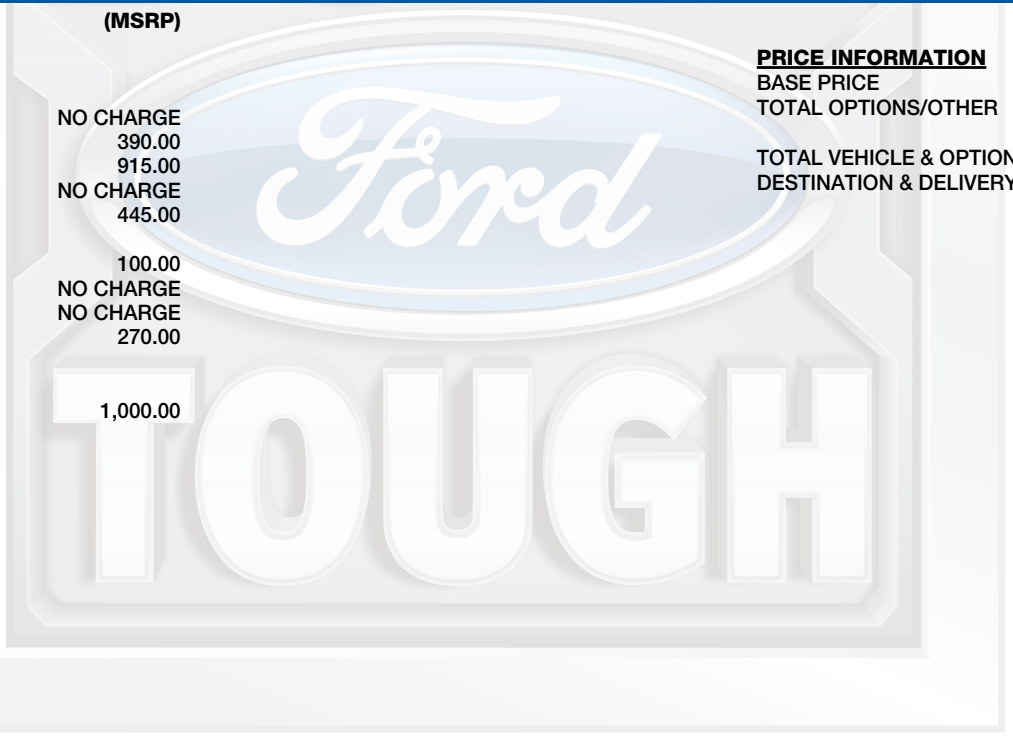 (MSRP)
NO CHARGE
390.00
915.00
NO CHARGE
445.00
100.00
NO CHARGE
NO CHARGE
270.00
1,000.00
PRICE INFORMATION
BASE PRICE
TOTAL OPTIONS/OTHER
TOTAL VEHICLE & OPTION
DESTINATION & DELIVERY
Ford
TOUGH